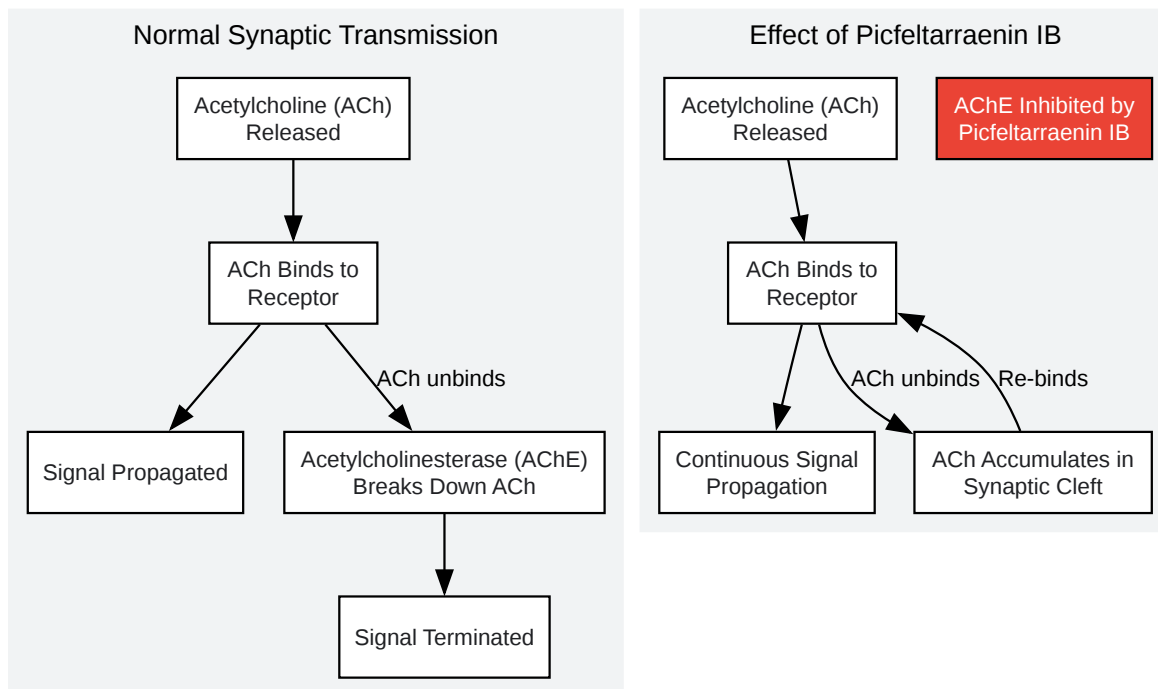 Normal Synaptic Transmission
Acetylcholine (ACh)
Released
ACh Binds to
Receptor
ACh unbinds
Signal Propagated
Acetylcholinesterase (AChE)
Breaks Down ACh
Signal Terminated
Effect of Picfeltarraenin IB
Acetylcholine (ACh)
Released
AChE Inhibited by
Picfeltarraenin IB
ACh Binds to
Receptor
ACh unbinds
Re-binds
Continuous Signal
Propagation
ACh Accumulates in
Synaptic Cleft